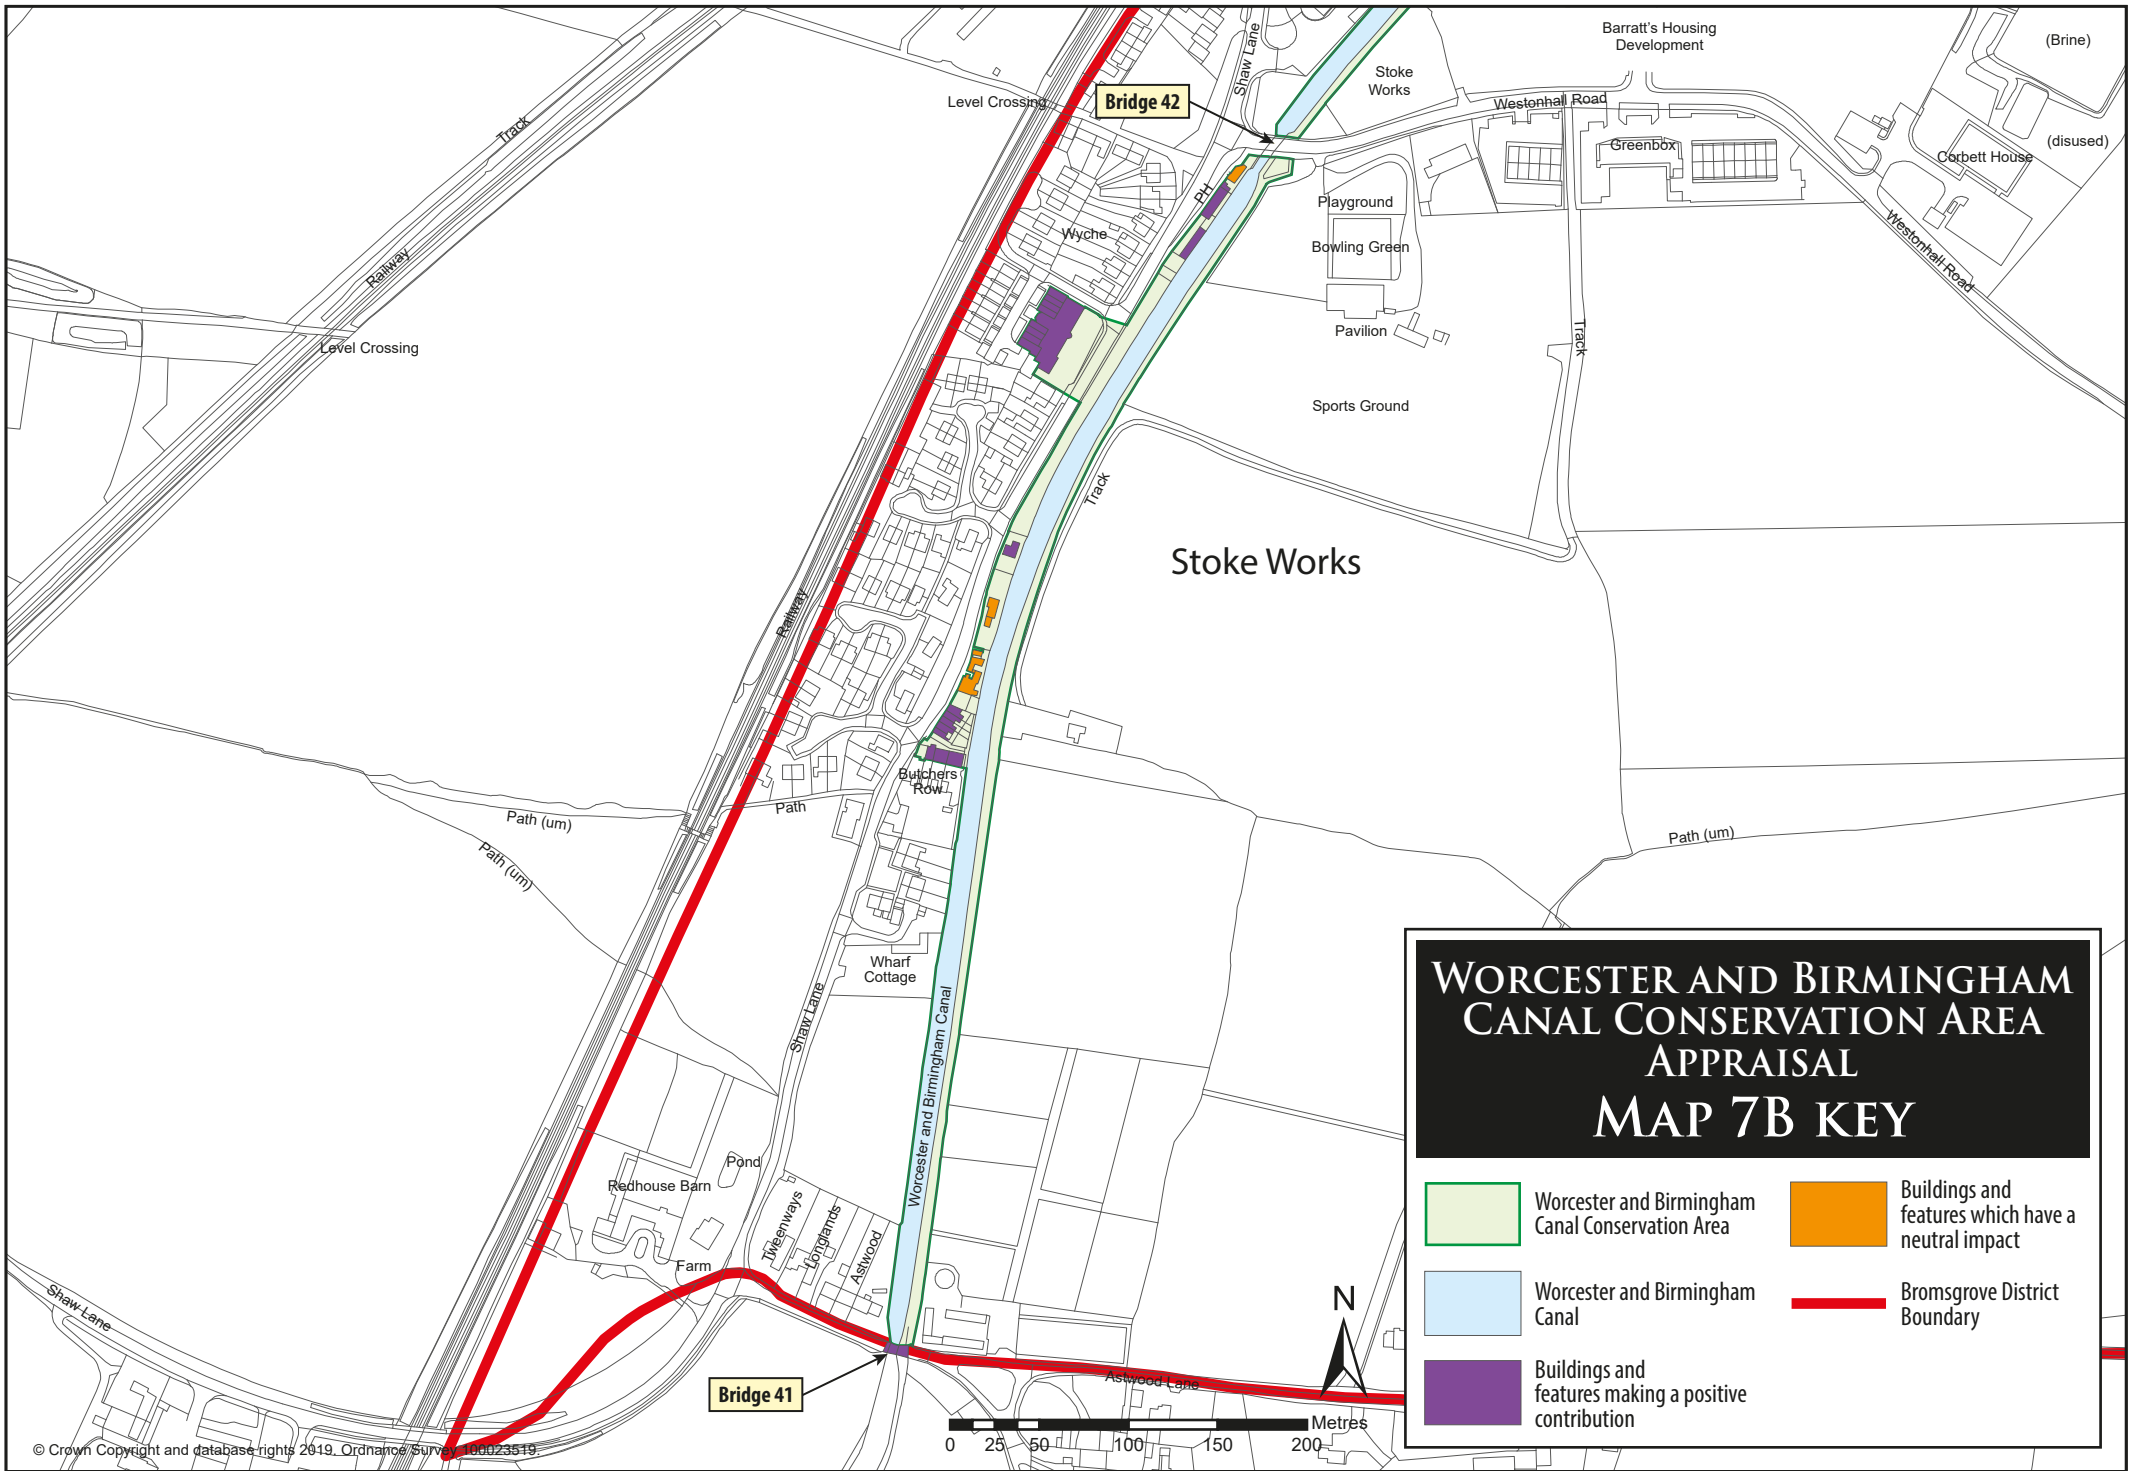 Barratt's Housing
Development
(Brine)
Shaw Lane
Stoke
Works
Level Crossing
Bridge 42
Westonhall Road
Track
Greenbox
Corbett House
(disused)
PH
Playground
Wyche
Bowling Green
Westonhall Road
Railway
Pavilion
Track
Level Crossing
Sports Ground
Track
Stoke Works
Railway
Butchers
Row
Path
Path (um)
Path (um)
Path (um)
Wharf
Cottage
Shaw Lane
Worcester and Birmingham Canal
Pond
Redhouse Barn
Tweenways
Longlands
Astwood
Farm
Shaw Lane
Bridge 41
Astwood Lane
N
Metres
0 25 50 100 150 200
© Crown Copyright and database rights 2019. Ordnance Survey 100023519.
Worcester and Birmingham
Canal Conservation Area
Appraisal
Map 7B key
Worcester and Birmingham
Canal Conservation Area
Worcester and Birmingham
Canal
Buildings and
features making a positive
contribution
Buildings and
features which have a
neutral impact
Bromsgrove District
Boundary